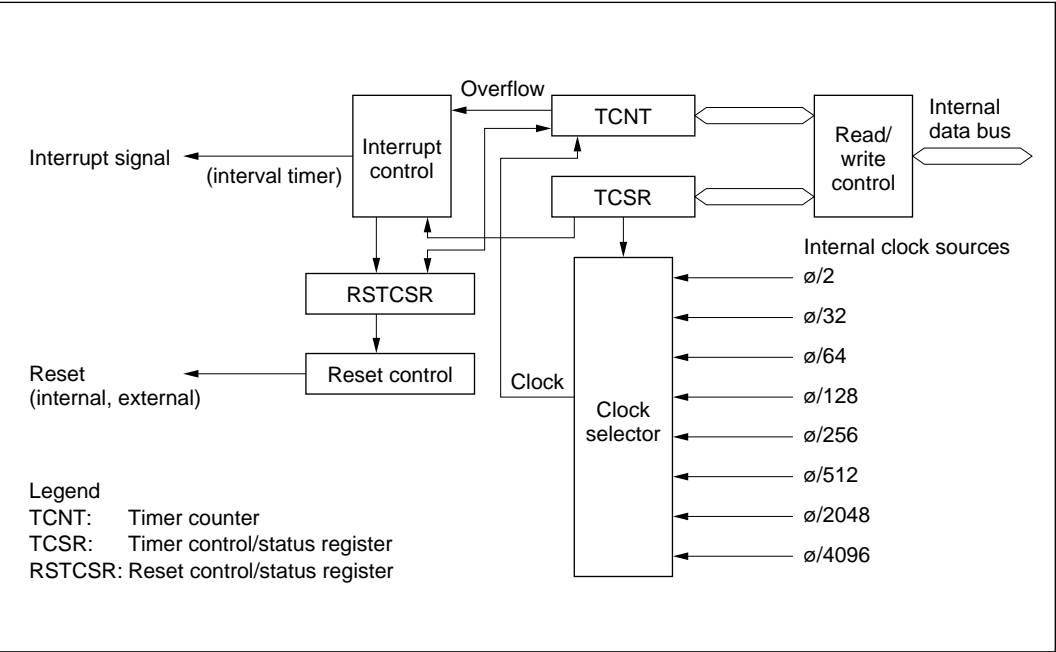 Overflow
TCNT
Interrupt
control
Read/
write
control
Internal
data bus
Interrupt signal
(interval timer)
TCSR
Internal clock sources
RSTCSR
Reset control
Reset
(internal, external)
Clock
Clock
selector
ø/2
ø/32
ø/64
ø/128
ø/256
ø/512
ø/2048
ø/4096
Legend
TCNT: Timer counter
TCSR: Timer control/status register
RSTCSR: Reset control/status register